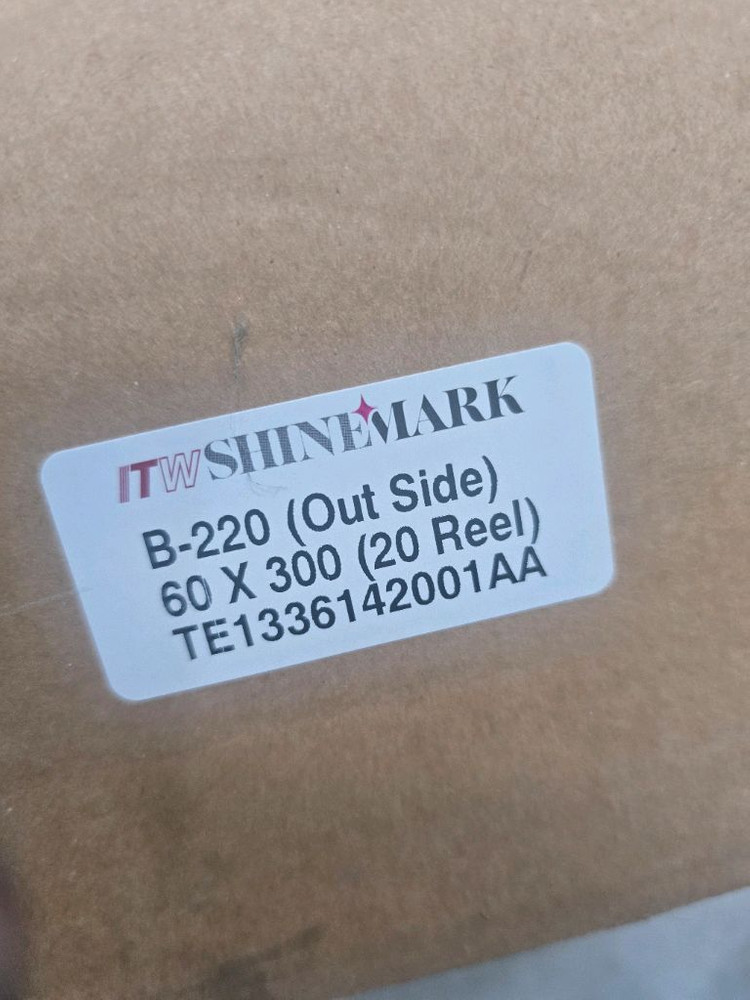 ITW SHINEMARK
B-220 (Out Side)
60 X 300 (20 Reel)
TE1336142001AA